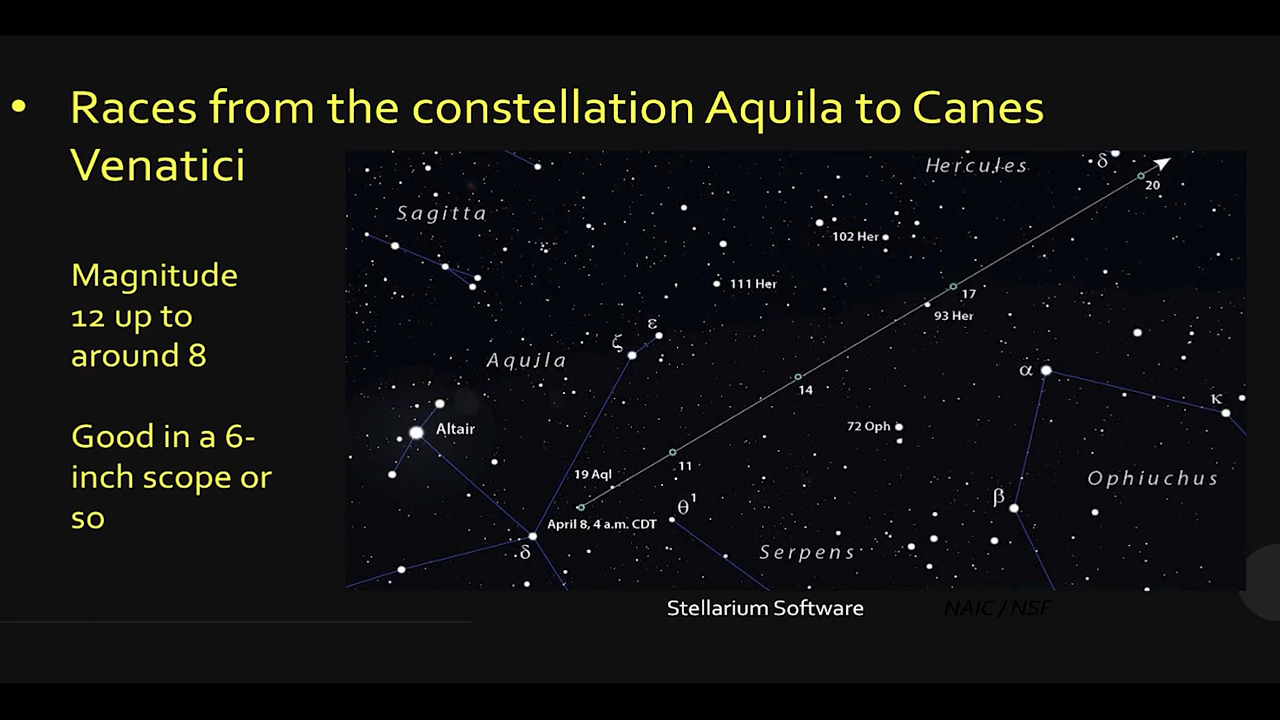 • Races from the constellation Aquila to Canes
Venatici
Magnitude
12 up to
around 8
Good in a 6-
inch scope or
so
Hercules
δ
20
Sagitta
102 Her
111 Her
17
93 Her
ε
ζ
Aquila
α
14
κ
Altair
72 Oph
11
19 Aql
Ophiuchus
θ¹
β
April 8, 4 a.m. CDT
δ
Serpens
Stellarium Software
NAIC / NSF